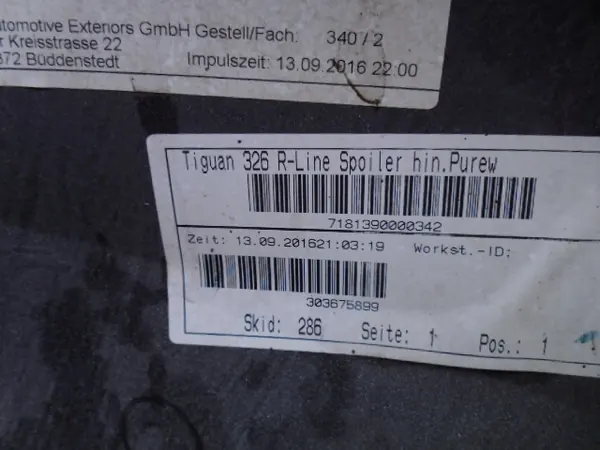 Automotive Exteriors GmbH Gestell/Fach: 340/2
r Kreisstrasse 22
872 Büddenstedt Impulszeit: 13.09.2016 22:00
Tiguan 326 R-Line Spoiler hin.Purew
7181390000342
Zeit: 13.09.201621:03:19 Workst.-ID:
303675899
Skid: 286 Seite: 1 Pos.: 1